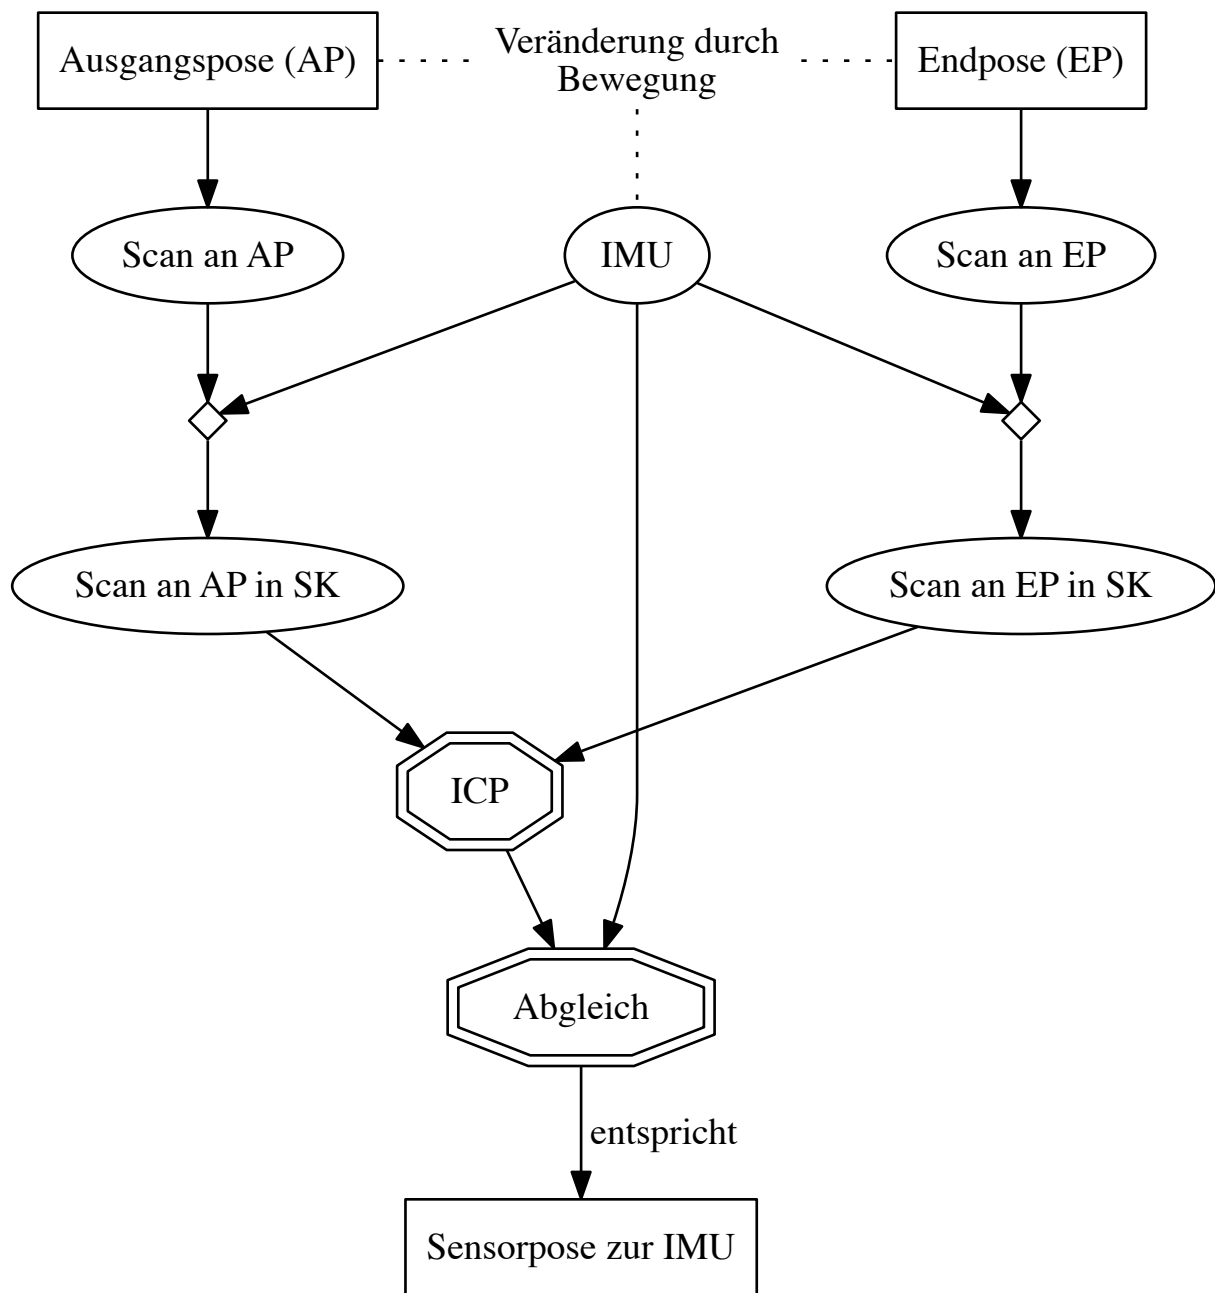 Ausgangspose (AP)
Veränderung durch
Bewegung
Endpose (EP)
Scan an AP
IMU
Scan an EP
Scan an AP in SK
Scan an EP in SK
ICP
Abgleich
entspricht
Sensorpose zur IMU